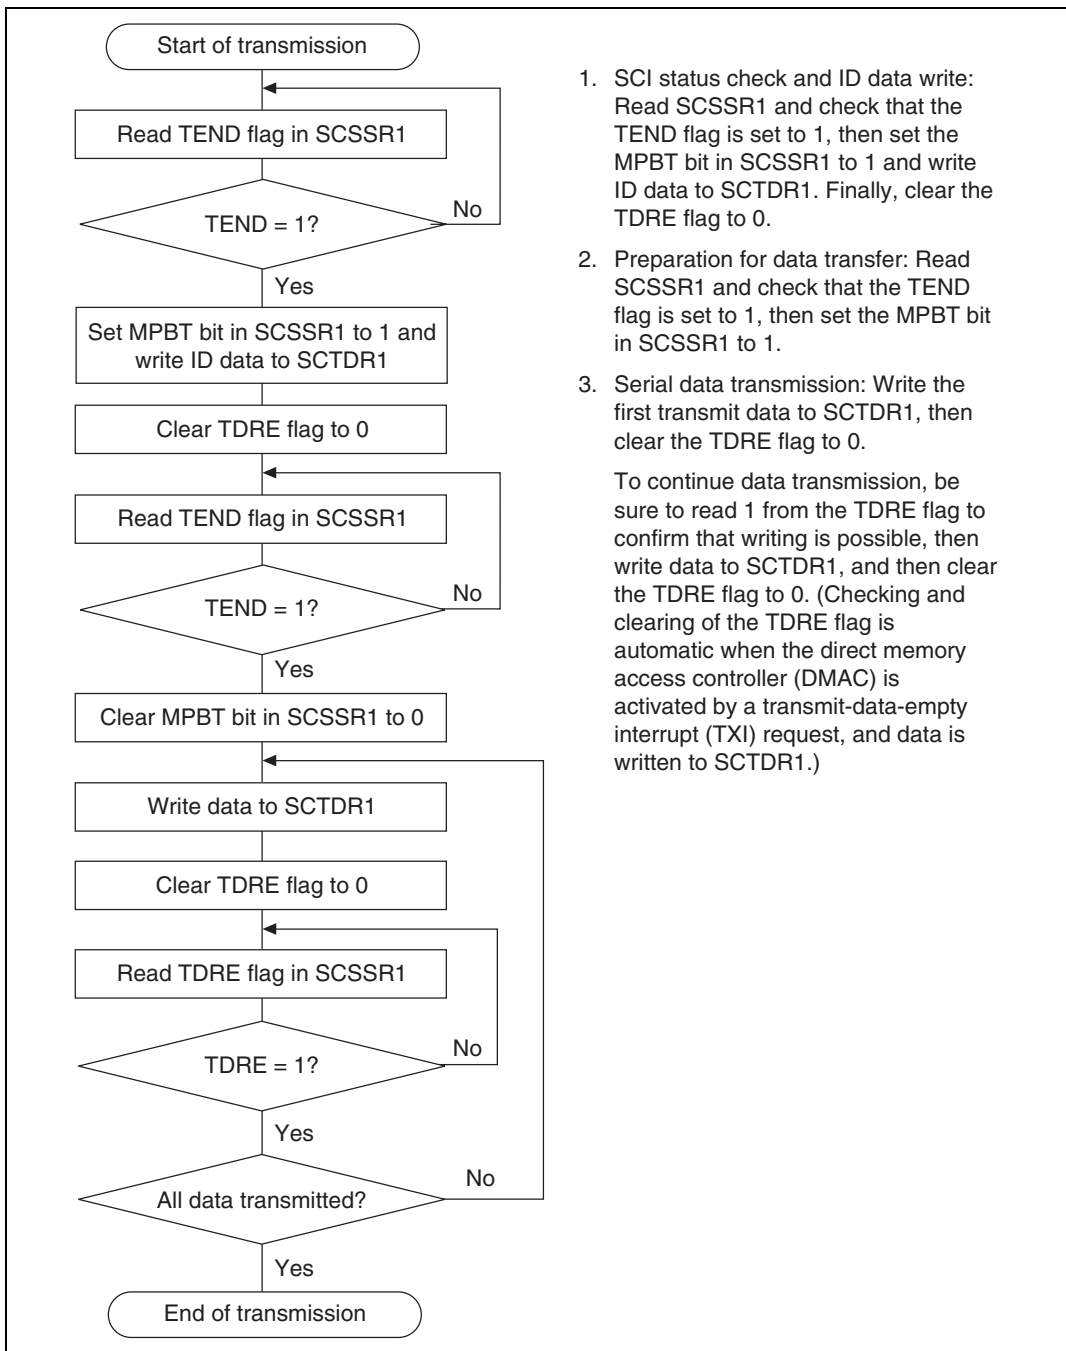 Start of transmission
Read TEND flag in SCSSR1
TEND = 1?
No
Yes
Set MPBT bit in SCSSR1 to 1 and
write ID data to SCTDR1
Clear TDRE flag to 0
Read TEND flag in SCSSR1
TEND = 1?
No
Yes
Clear MPBT bit in SCSSR1 to 0
Write data to SCTDR1
Clear TDRE flag to 0
Read TDRE flag in SCSSR1
TDRE = 1?
No
Yes
All data transmitted?
No
Yes
End of transmission
1. SCI status check and ID data write:
Read SCSSR1 and check that the
TEND flag is set to 1, then set the
MPBT bit in SCSSR1 to 1 and write
ID data to SCTDR1. Finally, clear the
TDRE flag to 0.
2. Preparation for data transfer: Read
SCSSR1 and check that the TEND
flag is set to 1, then set the MPBT bit
in SCSSR1 to 1.
3. Serial data transmission: Write the
first transmit data to SCTDR1, then
clear the TDRE flag to 0.
To continue data transmission, be
sure to read 1 from the TDRE flag to
confirm that writing is possible, then
write data to SCTDR1, and then clear
the TDRE flag to 0. (Checking and
clearing of the TDRE flag is
automatic when the direct memory
access controller (DMAC) is
activated by a transmit-data-empty
interrupt (TXI) request, and data is
written to SCTDR1.)